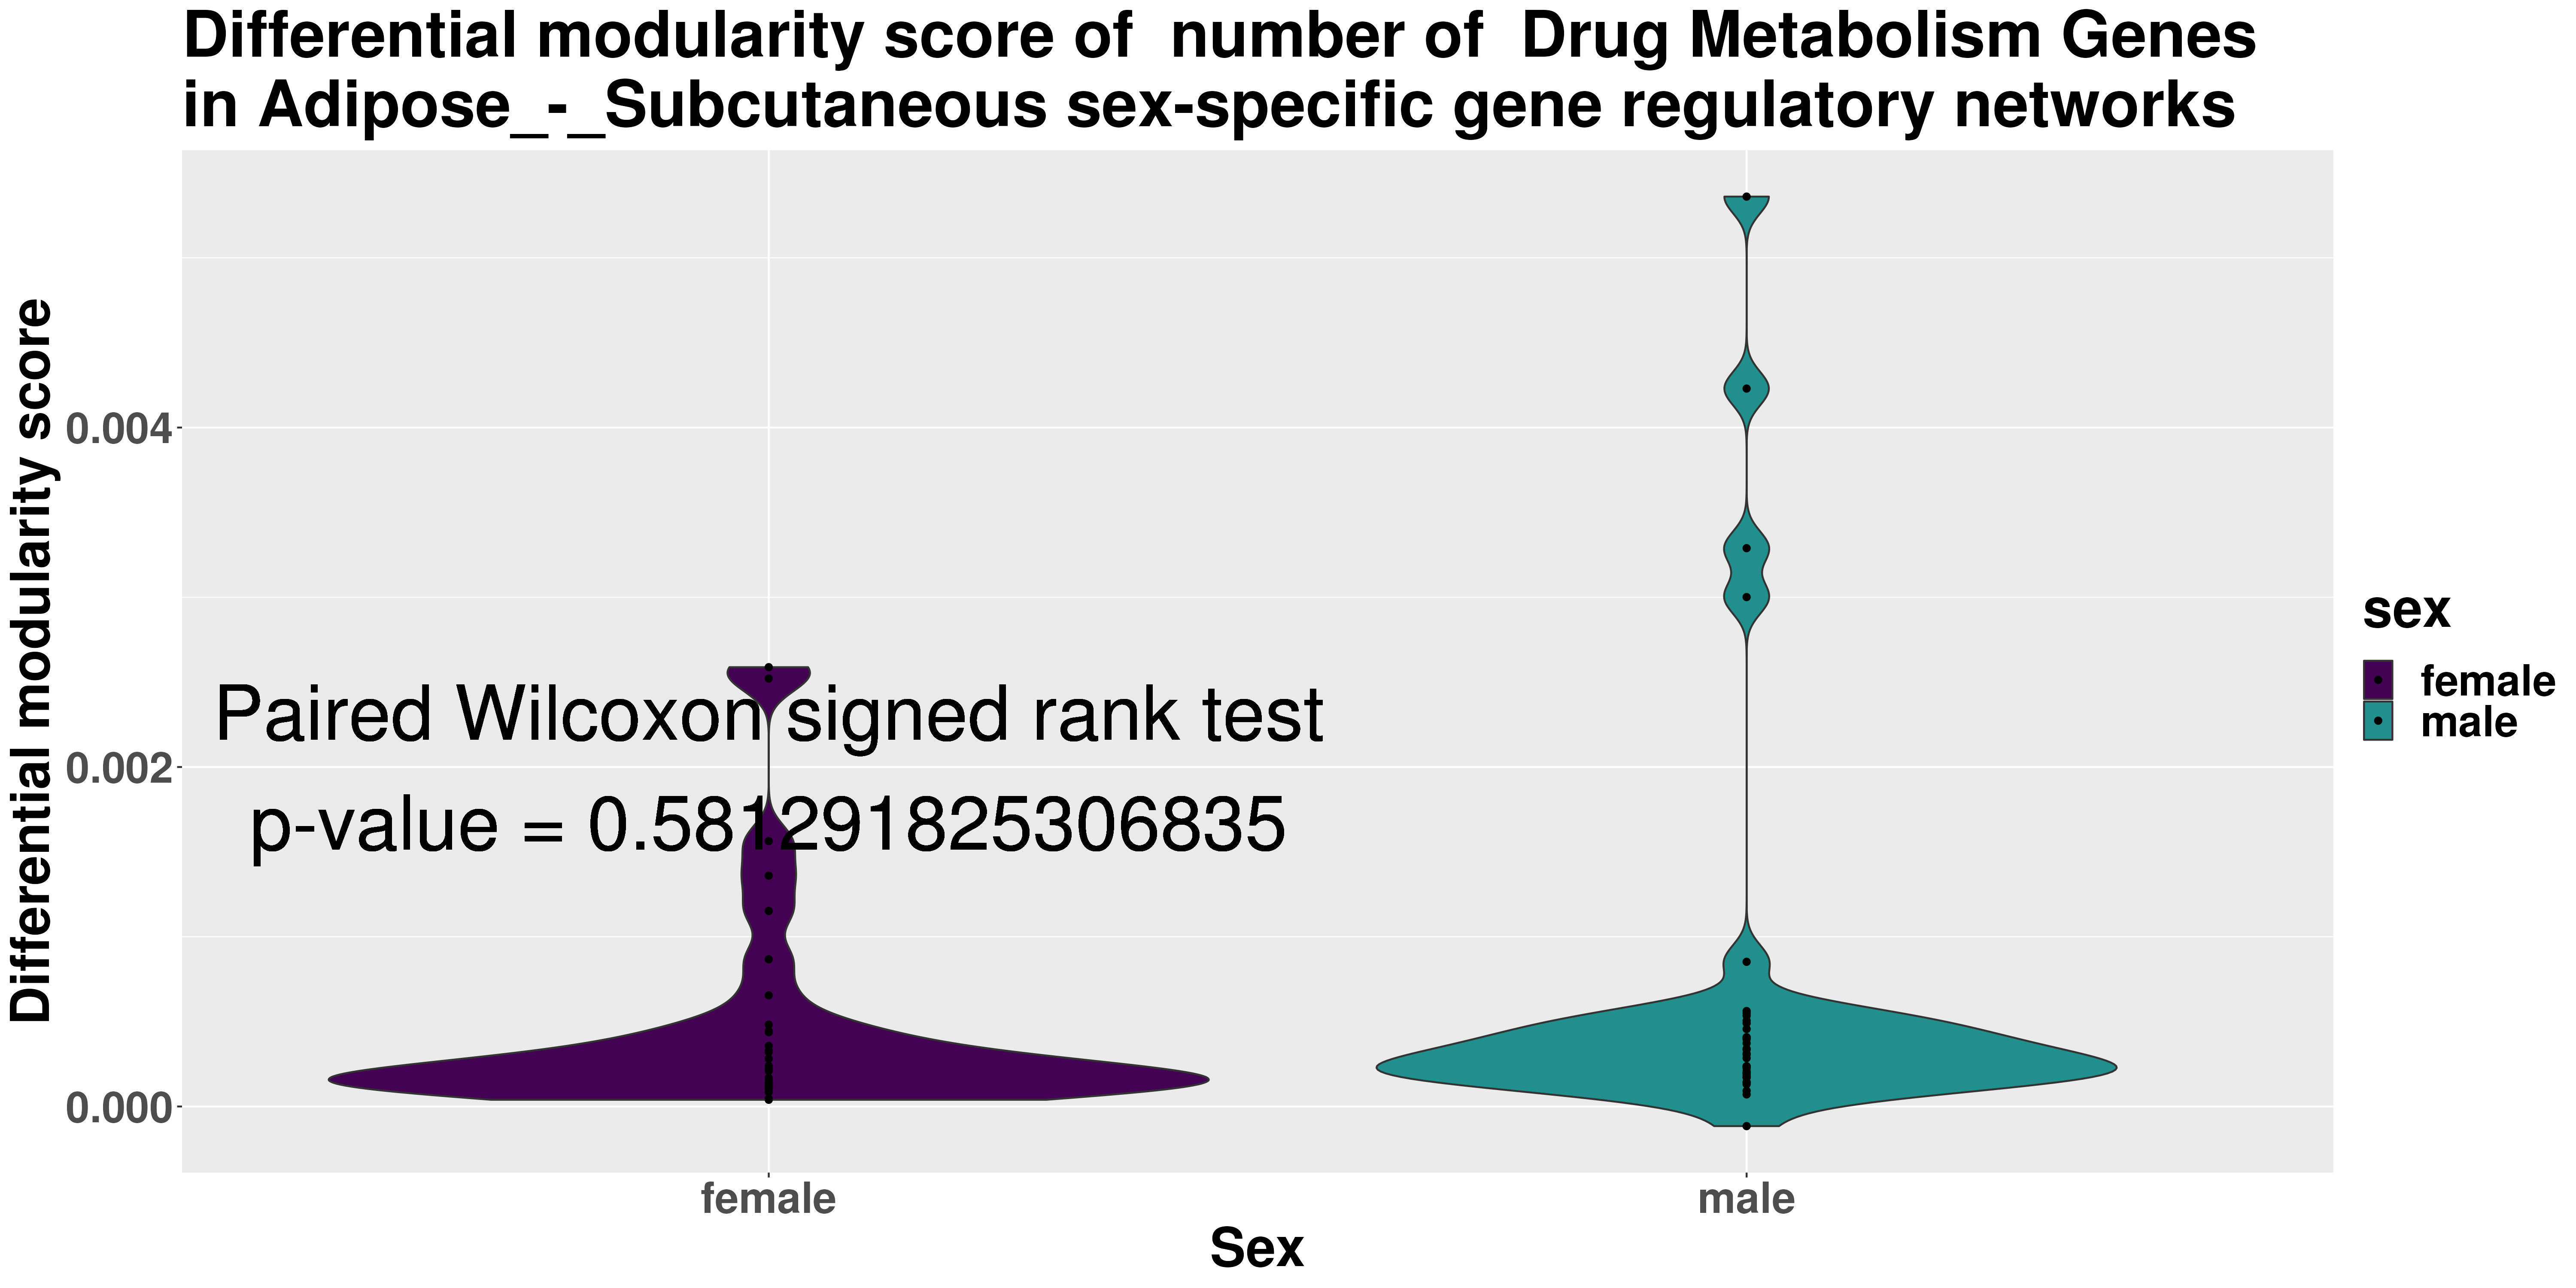 Differential modularity score of  number of  Drug Metabolism Genes
in Adipose_-_Subcutaneous sex-specific gene regulatory networks
Differential modularity score
0.004
0.002
0.000
Paired Wilcoxon signed rank test
p-value = 0.581291825306835
female
male
Sex
sex
female
male